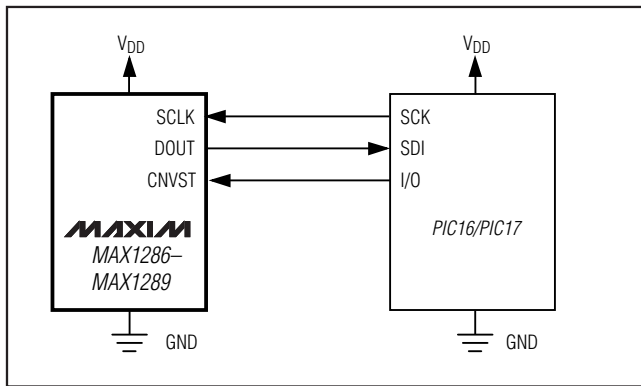 VDD VDD
SCLK SCK
DOUT SDI
CNVST I/O
MAXIM
MAX1286–
MAX1289
PIC16/PIC17
GND GND